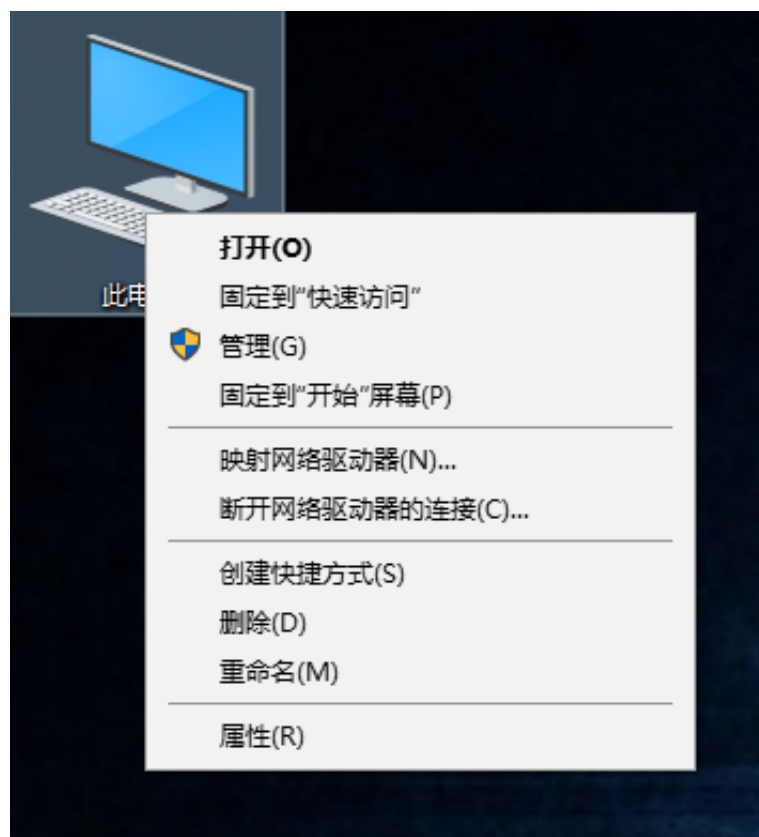 此电
打开(O)
固定到"快速访问"
管理(G)
固定到"开始"屏幕(P)
映射网络驱动器(N)...
断开网络驱动器的连接(C)...
创建快捷方式(S)
删除(D)
重命名(M)
属性(R)